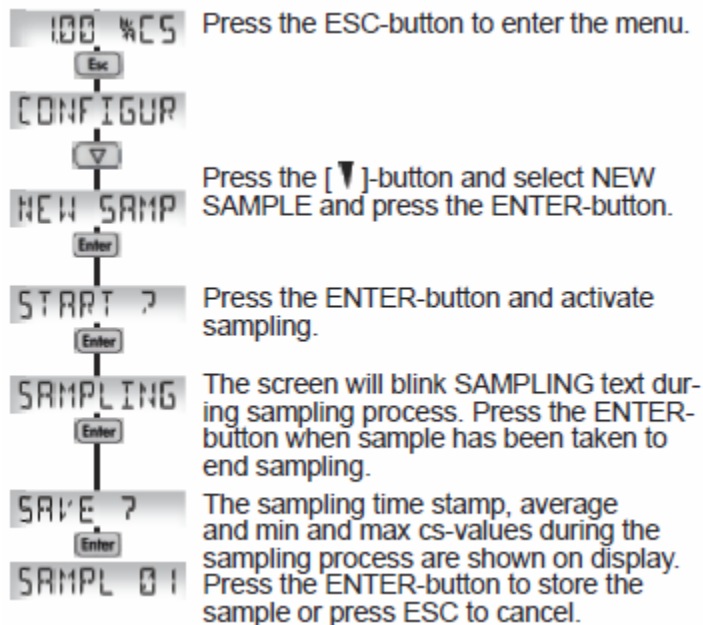 1.00 %CS
Press the ESC-button to enter the menu.
Esc
CONFIGUR
Press the [▼]-button and select NEW
NEW SAMP
SAMPLE and press the ENTER-button.
Enter
START ?
Press the ENTER-button and activate
sampling.
Enter
SAMPLING
The screen will blink SAMPLING text dur-
ing sampling process. Press the ENTER-
Enter
button when sample has been taken to
end sampling.
SAVE ?
The sampling time stamp, average
and min and max cs-values during the
Enter
sampling process are shown on display.
SAMPL 01
Press the ENTER-button to store the
sample or press ESC to cancel.